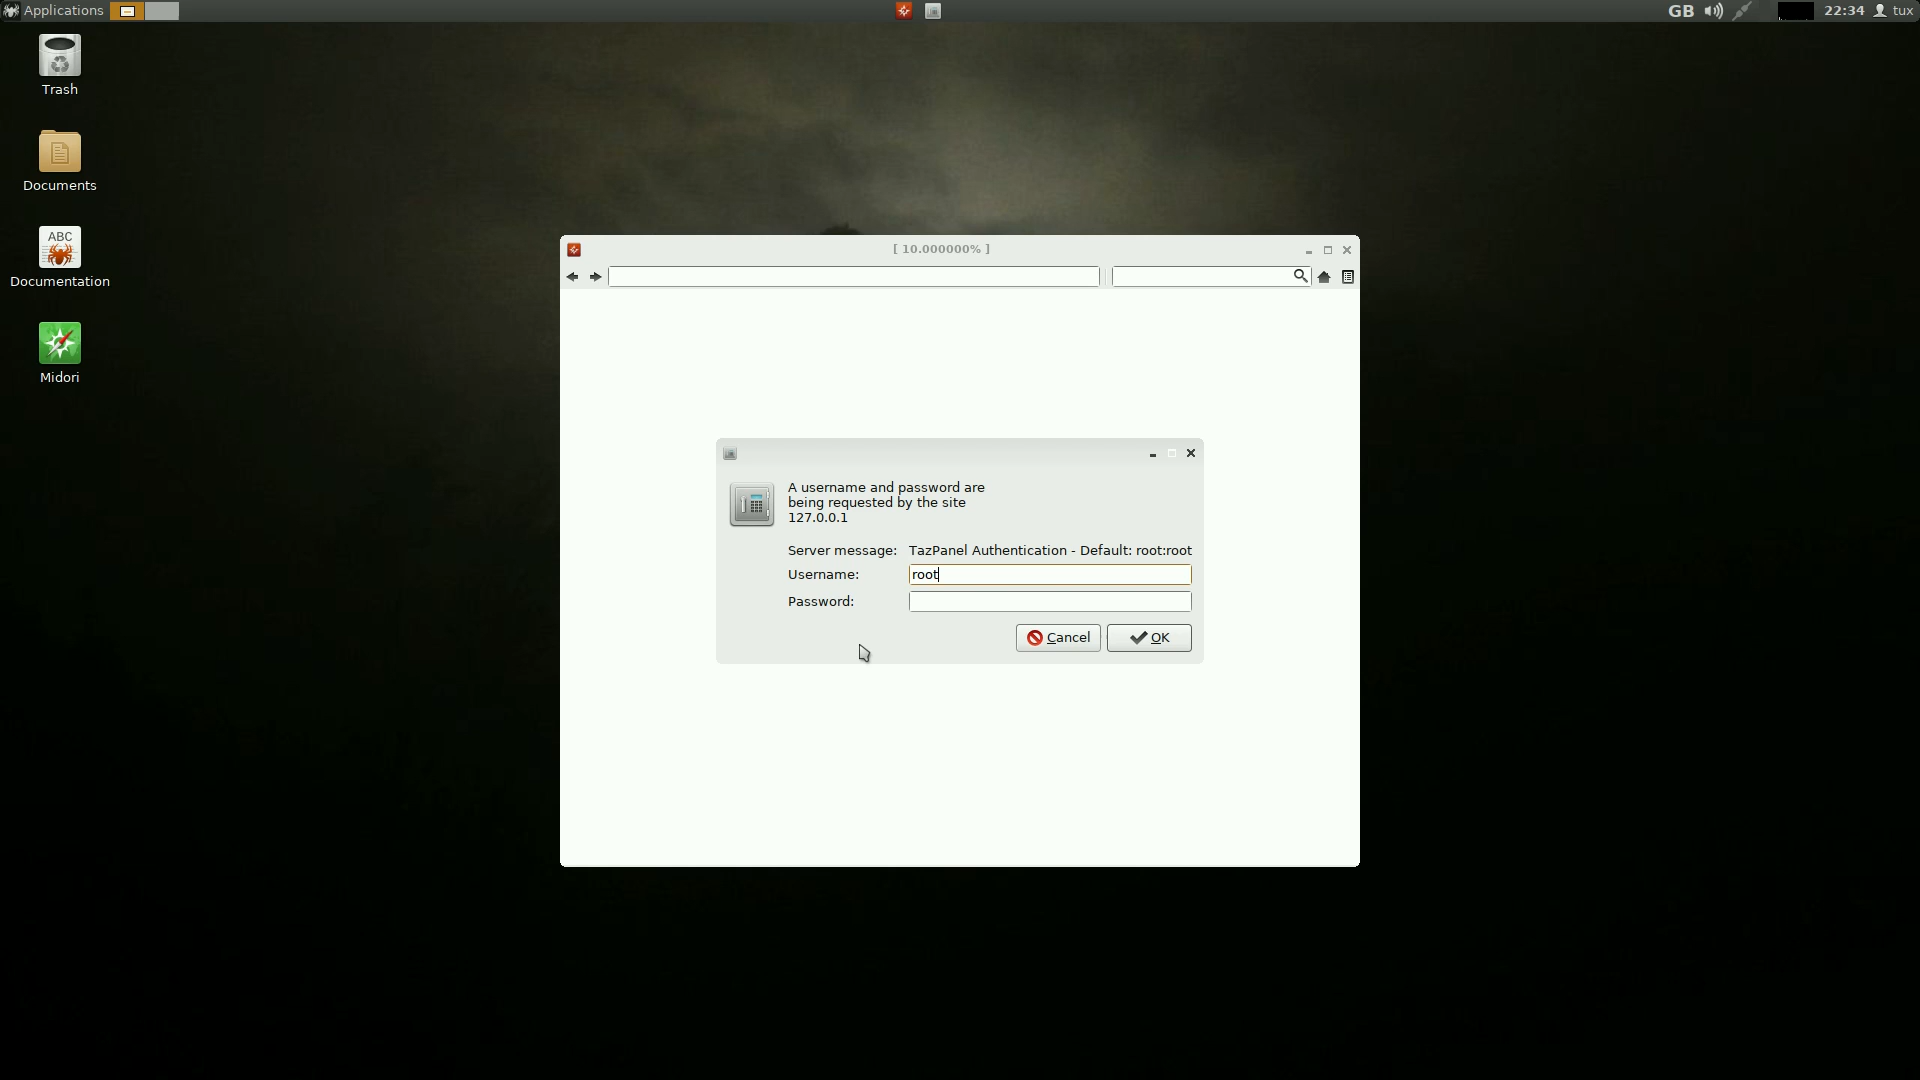 Applications
GB
22:34
tux
Trash
Documents
ABC
Documentation
Midori
[ 10.000000% ]
A username and password are
being requested by the site
127.0.0.1
Server message: TazPanel Authentication - Default: root:root
Username: root
Password:
Cancel
OK